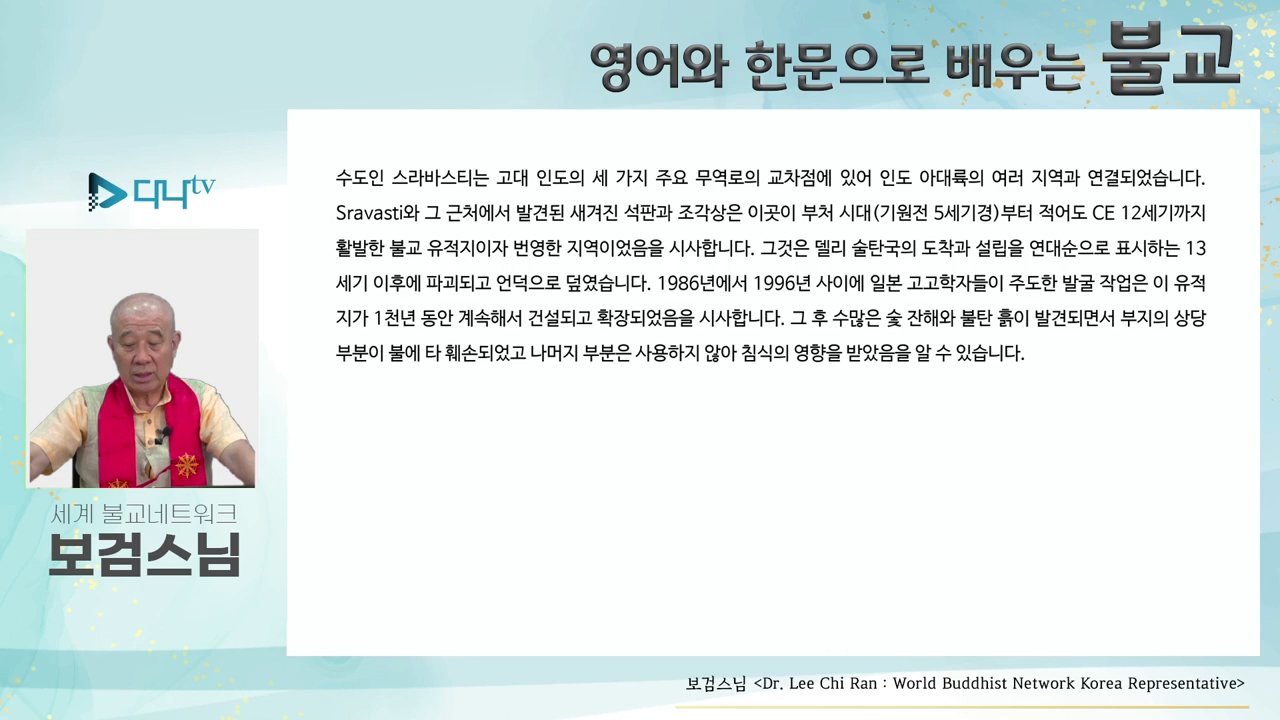 영어와 한문으로 배우는 불교
디나tv
수도인 스라바스티는 고대 인도의 세 가지 주요 무역로의 교차점에 있어 인도 아대륙의 여러 지역과 연결되었습니다.
Sravasti와 그 근처에서 발견된 새겨진 석판과 조각상은 이곳이 부처 시대(기원전 5세기경)부터 적어도 CE 12세기까지
활발한 불교 유적지이자 번영한 지역이었음을 시사합니다. 그것은 델리 술탄국의 도착과 설립을 연대순으로 표시하는 13
세기 이후에 파괴되고 언덕으로 덮였습니다. 1986년에서 1996년 사이에 일본 고고학자들이 주도한 발굴 작업은 이 유적
지가 1천년 동안 계속해서 건설되고 확장되었음을 시사합니다. 그 후 수많은 숯 잔해와 불탄 흙이 발견되면서 부지의 상당
부분이 불에 타 훼손되었고 나머지 부분은 사용하지 않아 침식의 영향을 받았음을 알 수 있습니다.
세계 불교네트워크
보검스님
보검스님 <Dr. Lee Chi Ran : World Buddhist Network Korea Representative>